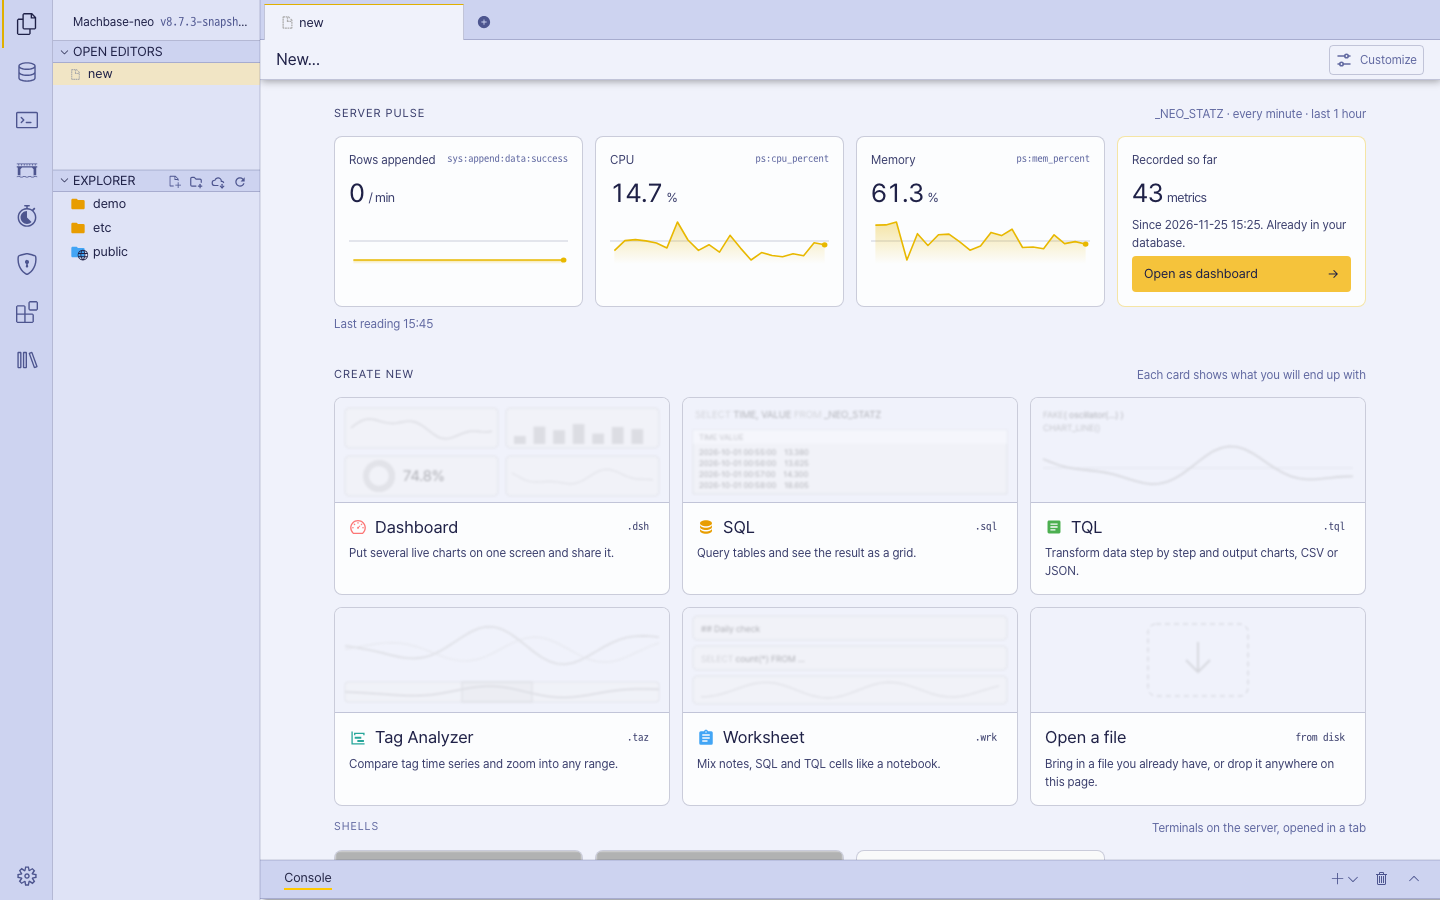 Machbase-neo v8.7.3-snapsh...
OPEN EDITORS
new
EXPLORER
demo
etc
public
new
New...
Customize
SERVER PULSE
_NEO_STATZ · every minute · last 1 hour
Rows appended sys:append:data:success
0 / min
CPU ps:cpu_percent
14.7 %
Memory ps:mem_percent
61.3 %
Recorded so far
43 metrics
Since 2026-11-25 15:25. Already in your
database.
Open as dashboard
Last reading 15:45
CREATE NEW
Each card shows what you will end up with
74.8%
Dashboard .dsh
Put several live charts on one screen and share it.
SELECT TIME, VALUE FROM _NEO_STATZ
TIME VALUE
SQL .sql
Query tables and see the result as a grid.
CHART_LINE()
TQL .tql
Transform data step by step and output charts, CSV or
JSON.
Tag Analyzer .taz
Compare tag time series and zoom into any range.
## Daily check
SELECT count(*) FROM ...
Worksheet .wrk
Mix notes, SQL and TQL cells like a notebook.
Open a file from disk
Bring in a file you already have, or drop it anywhere on
this page.
SHELLS
Terminals on the server, opened in a tab
Console